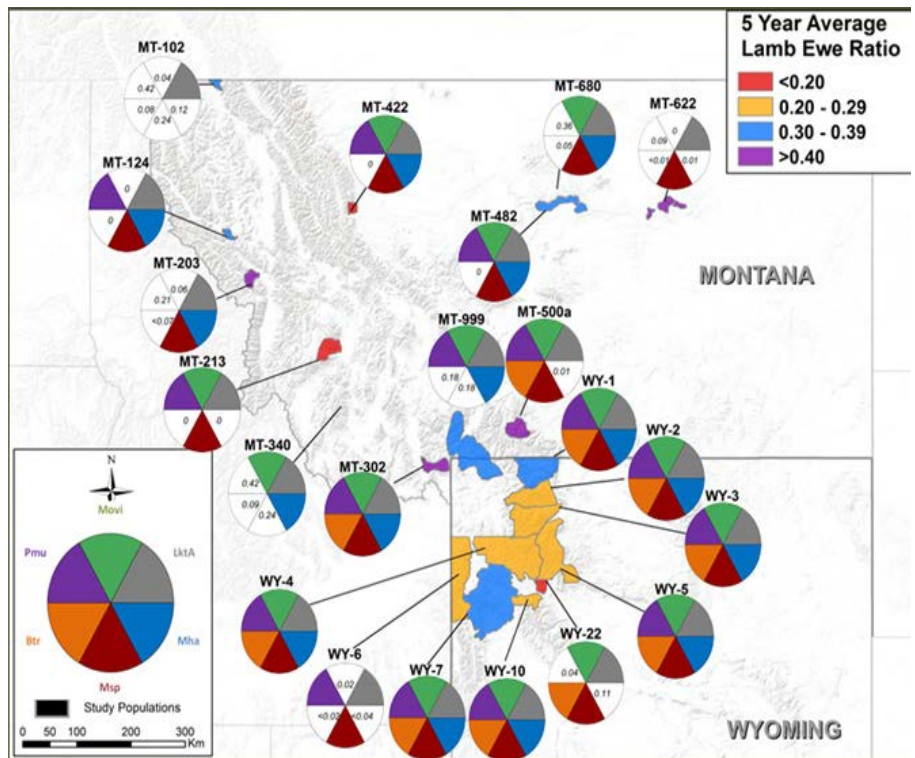 5 Year Average
Lamb Ewe Ratio
<0.20
0.20 - 0.29
0.30 - 0.39
>0.40
MT-102
0.04
0.42
0.08
0.12
0.24
MT-422
0
MT-680
0.36
0.05
MT-622
0
0.09
<0.01
0.01
MT-124
0
0
MT-482
0
MT-203
0.06
0.21
<0.07
MONTANA
MT-999
0.18
0.18
MT-500a
0.01
MT-213
0
0
WY-1
WY-2
WY-3
MT-340
0.42
0.09
0.24
MT-302
WY-4
WY-5
WY-6
0.02
<0.02
<0.04
WY-7
WY-10
WY-22
0.04
0.11
WYOMING
N
Movi
Pmu
LktA
Btr
Mha
Msp
Study Populations
0 50 100 200 300
Km